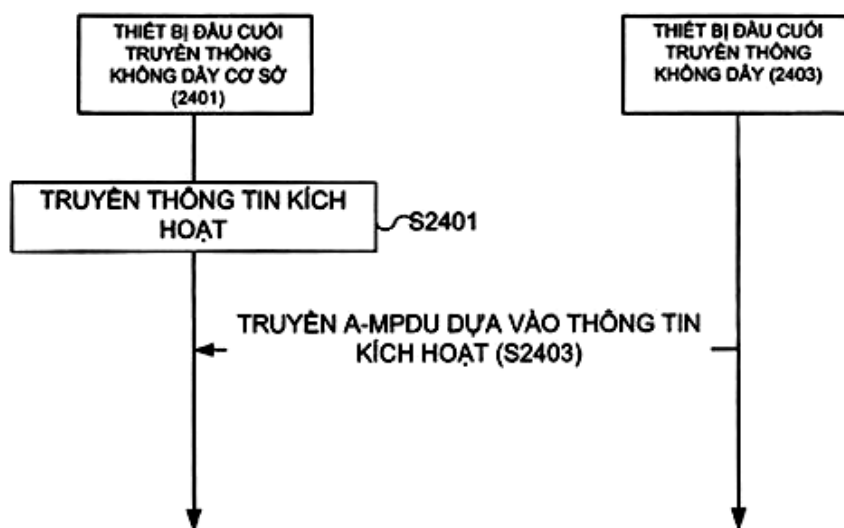 THIẾT BỊ ĐẦU CUỐI
TRUYỀN THÔNG
KHÔNG DÂY CƠ SỞ
(2401)
THIẾT BỊ ĐẦU CUỐI
TRUYỀN THÔNG
KHÔNG DÂY (2403)
TRUYỀN THÔNG TIN KÍCH
HOẠT
S2401
TRUYỀN A-MPDU DỰA VÀO THÔNG TIN
KÍCH HOẠT (S2403)